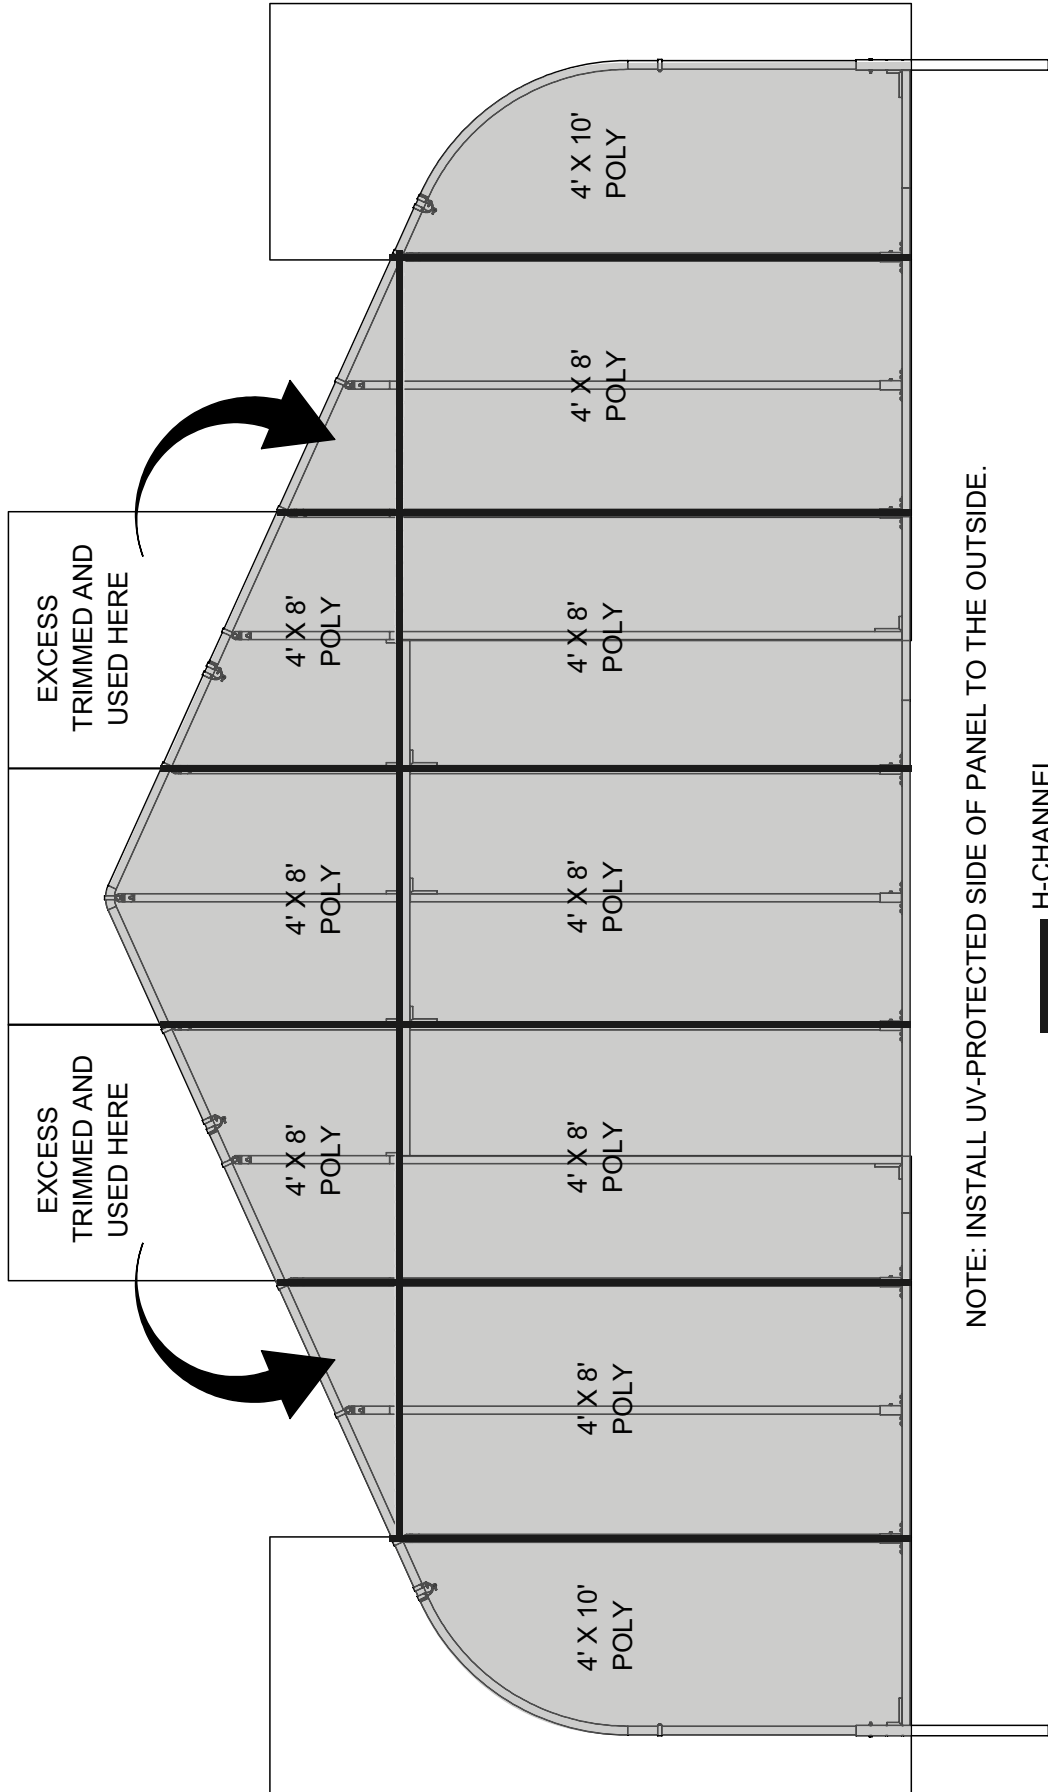 EXCESS
TRIMMED AND
USED HERE
EXCESS
TRIMMED AND
USED HERE
4' X 8'
POLY
4' X 8'
POLY
4' X 8'
POLY
4' X 10'
POLY
4' X 8'
POLY
4' X 8'
POLY
4' X 8'
POLY
4' X 8'
POLY
4' X 8'
POLY
4' X 10'
POLY
NOTE: INSTALL UV-PROTECTED SIDE OF PANEL TO THE OUTSIDE.
H-CHANNEL